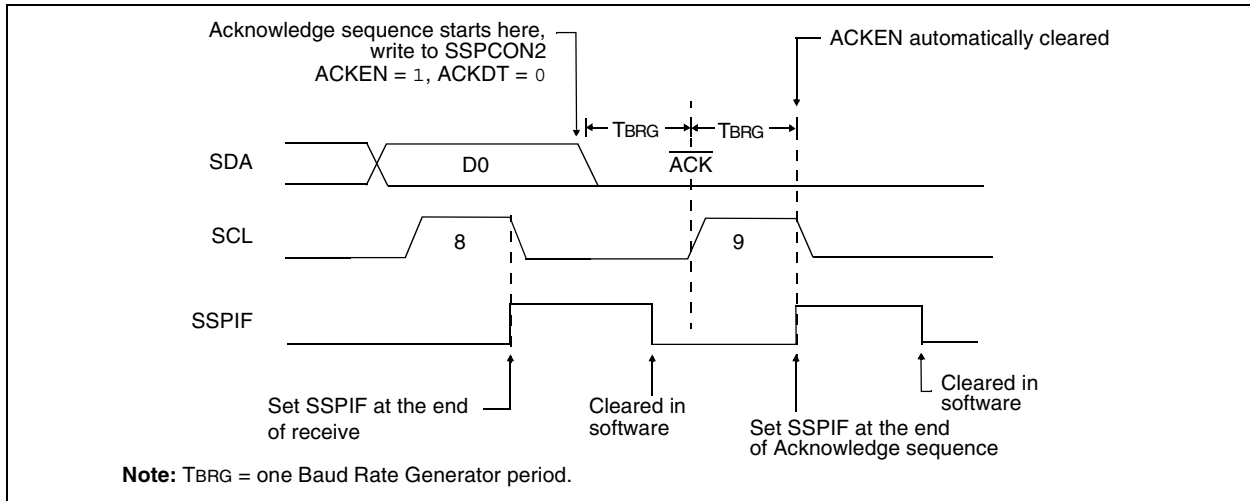 Acknowledge sequence starts here,
write to SSPCON2
ACKEN = 1, ACKDT = 0
ACKEN automatically cleared
TBRG
TBRG
SDA
D0
ACK
SCL
8
9
SSPIF
Set SSPIF at the end
of receive
Cleared in
software
Set SSPIF at the end
of Acknowledge sequence
Cleared in
software
Note: TBRG = one Baud Rate Generator period.